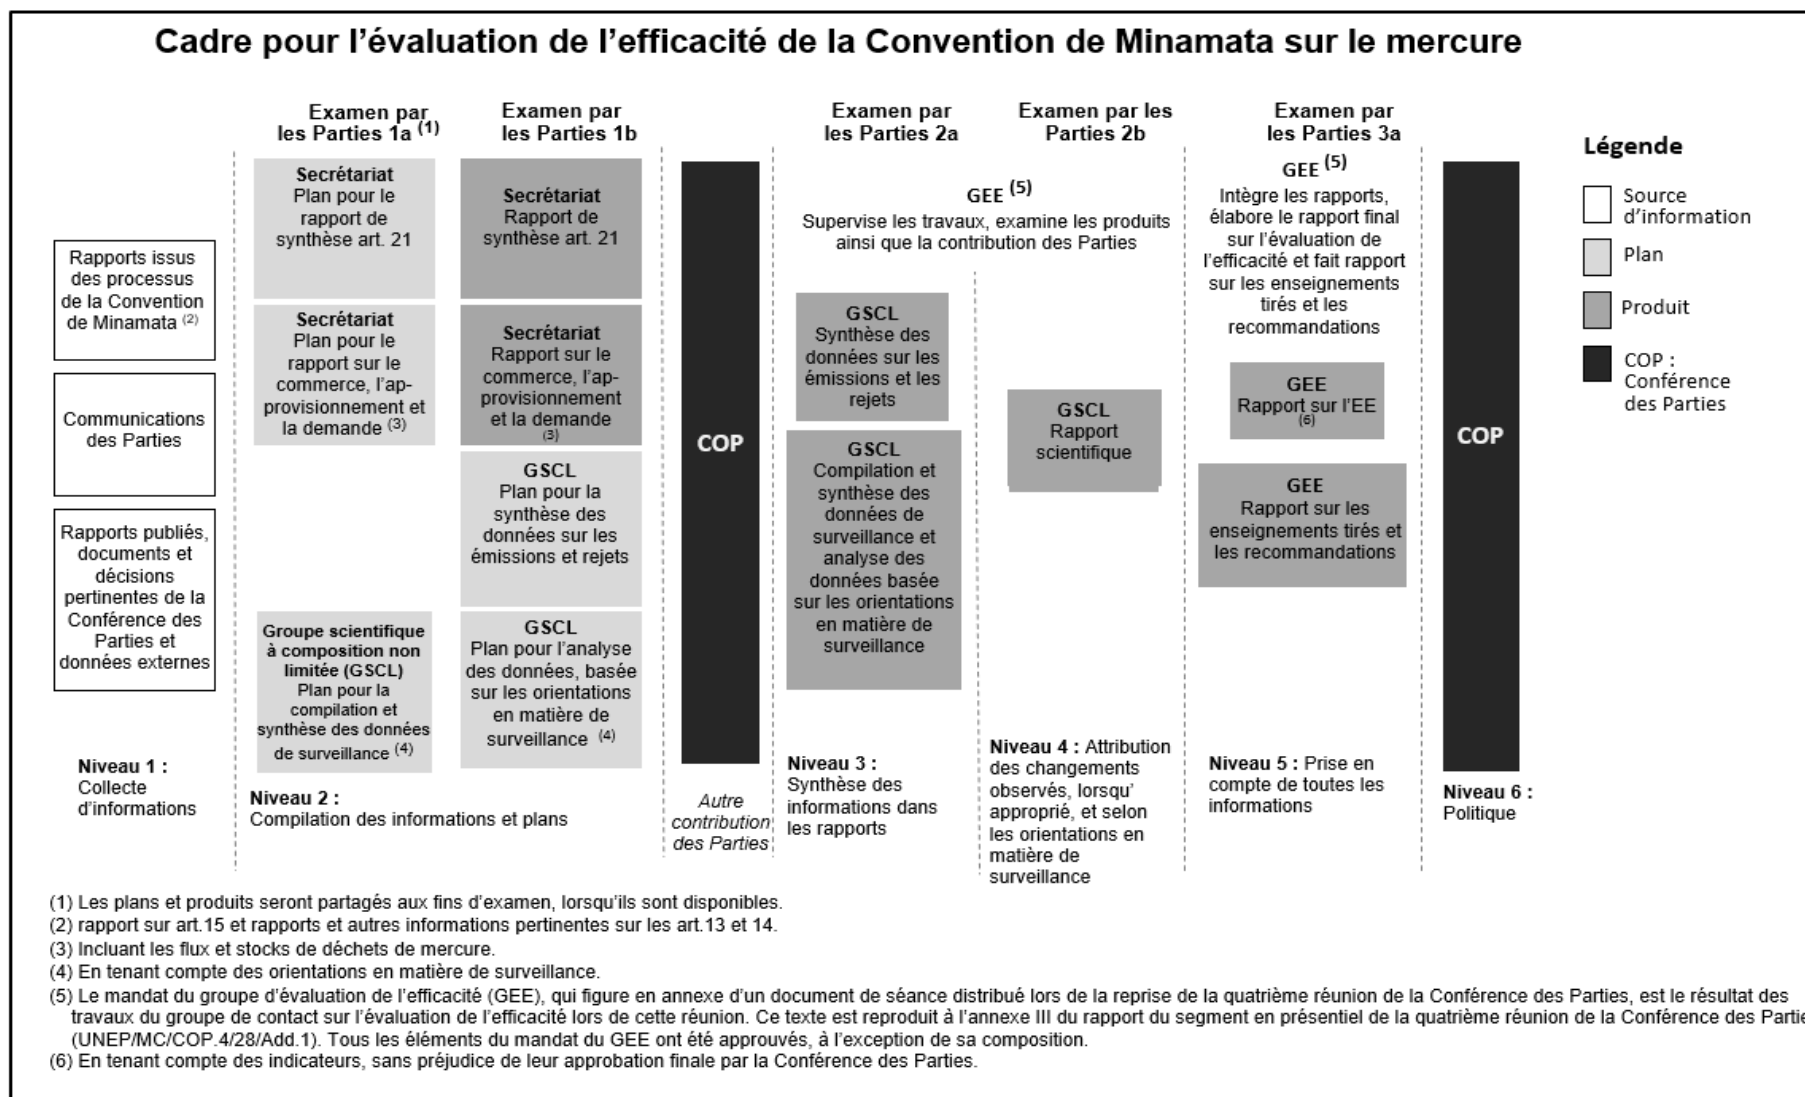 Cadre pour l’évaluation de l’efficacité de la Convention de Minamata sur le mercure
Rapports issus
des processus
de la Convention
de Minamata (2)
Communications
des Parties
Rapports publiés,
documents et
décisions
pertinentes de la
Conférence des
Parties et
données externes
Niveau 1 :
Collecte
d’informations
Examen par
les Parties 1a (1)
Secrétariat
Plan pour le
rapport de
synthèse art. 21
Secrétariat
Plan pour le
rapport sur le
commerce, l’ap-
provisionnement et
la demande (3)
Groupe scientifique
à composition non
limitée (GSCL)
Plan pour la
compilation et
synthèse des données
de surveillance (4)
Examen par
les Parties 1b
Secrétariat
Rapport de
synthèse art. 21
Secrétariat
Rapport sur le
commerce, l’ap-
provisionnement
et la demande
(3)
GSCL
Plan pour la
synthèse des
données sur les
émissions et rejets
GSCL
Plan pour l’analyse
des données, basée
sur les orientations
en matière de
surveillance (4)
Niveau 2 :
Compilation des informations et plans
COP
Autre
contribution
des Parties
Examen par
les Parties 2a
Examen par les
Parties 2b
GEE (5)
Supervise les travaux, examine les produits
ainsi que la contribution des Parties
GSCL
Synthèse des
données sur les
émissions et les
rejets
GSCL
Compilation et
synthèse des
données de
surveillance et
analyse des
données basée
sur les orientations
en matière de
surveillance
Niveau 3 :
Synthèse des
informations dans
les rapports
GSCL
Rapport
scientifique
Niveau 4 : Attribution
des changements
observés, lorsqu’
approprié, et selon
les orientations en
matière de
surveillance
Examen par
les Parties 3a
GEE (5)
Intègre les rapports,
élabore le rapport final
sur l’évaluation de
l’efficacité et fait rapport
sur les enseignements
tirés et les
recommandations
GEE
Rapport sur l’EE
(6)
GEE
Rapport sur les
enseignements tirés et
les recommandations
Niveau 5 : Prise en
compte de toutes les
informations
COP
Niveau 6 :
Politique
Légende
Source
d’information
Plan
Produit
COP :
Conférence
des Parties
(1) Les plans et produits seront partagés aux fins d’examen, lorsqu’ils sont disponibles.
(2) rapport sur art.15 et rapports et autres informations pertinentes sur les art.13 et 14.
(3) Incluant les flux et stocks de déchets de mercure.
(4) En tenant compte des orientations en matière de surveillance.
(5) Le mandat du groupe d’évaluation de l’efficacité (GEE), qui figure en annexe d’un document de séance distribué lors de la reprise de la quatrième réunion de la Conférence des Parties, est le résultat des
travaux du groupe de contact sur l’évaluation de l’efficacité lors de cette réunion. Ce texte est reproduit à l’annexe III du rapport du segment en présentiel de la quatrième réunion de la Conférence des Partie
(UNEP/MC/COP.4/28/Add.1). Tous les éléments du mandat du GEE ont été approuvés, à l’exception de sa composition.
(6) En tenant compte des indicateurs, sans préjudice de leur approbation finale par la Conférence des Parties.